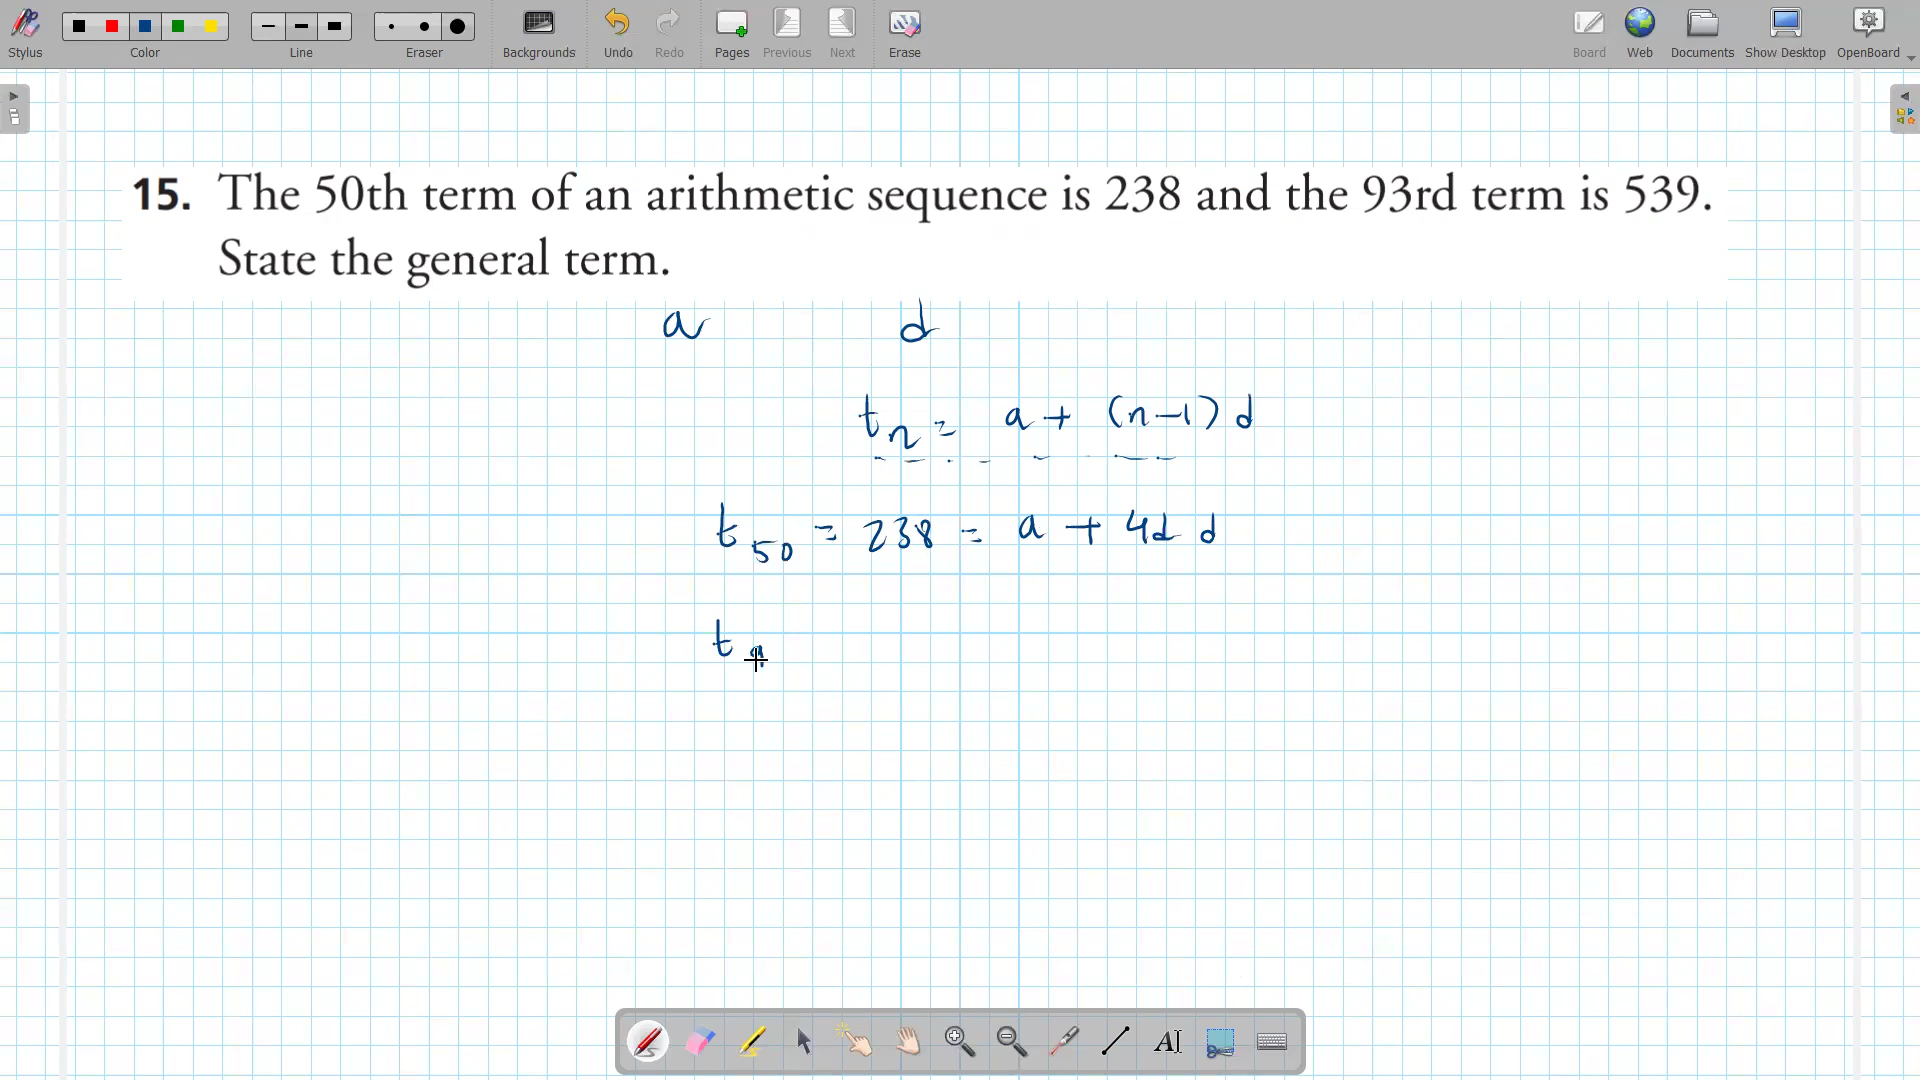 Stylus Color Line Eraser Backgrounds Undo Redo Pages Previous Next Erase Board Web Documents Show Desktop OpenBoard
15. The 50th term of an arithmetic sequence is 238 and the 93rd term is 539.
State the general term.
a d
tn = a + (n-1) d
t50 = 238 = a + 4d d
t9